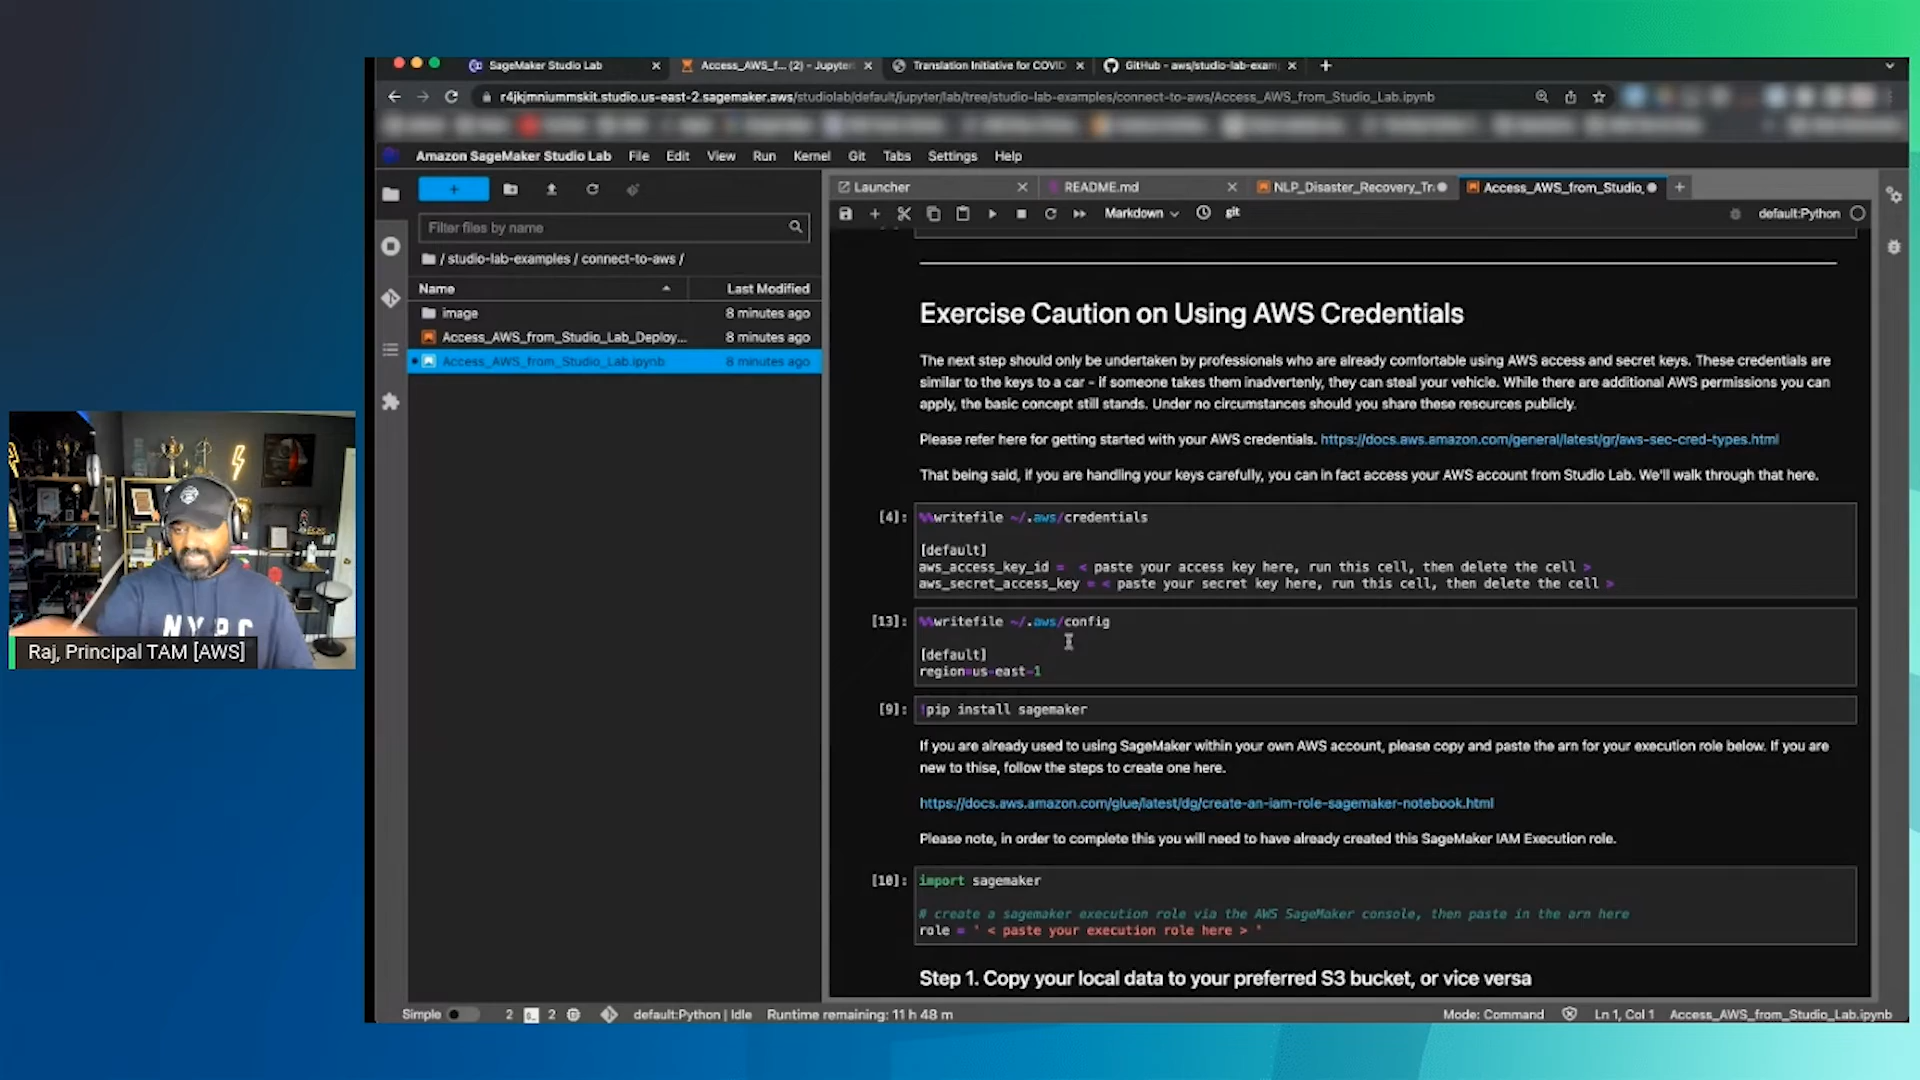 SageMaker Studio Lab
Access_AWS_f... (2) - Jupyter
Translation Initiative for COVID
GitHub - aws/studio-lab-exam
r4jkjmniummskit.studio.us-east-2.sagemaker.aws/studiolab/default/jupyter/lab/tree/studio-lab-examples/connect-to-aws/Access_AWS_from_Studio_Lab.ipynb
Amazon SageMaker Studio Lab File Edit View Run Kernel Git Tabs Settings Help
Launcher
README.md
NLP_Disaster_Recovery_Tr
Access_AWS_from_Studio_
Markdown
git
default:Python
Filter files by name
/ studio-lab-examples / connect-to-aws /
Name Last Modified
image 8 minutes ago
Access_AWS_from_Studio_Lab_Deploy... 8 minutes ago
Access_AWS_from_Studio_Lab.ipynb 8 minutes ago
Exercise Caution on Using AWS Credentials
The next step should only be undertaken by professionals who are already comfortable using AWS access and secret keys. These credentials are
similar to the keys to a car - if someone takes them inadvertenly, they can steal your vehicle. While there are additional AWS permissions you can
apply, the basic concept still stands. Under no circumstances should you share these resources publicly.
Please refer here for getting started with your AWS credentials. https://docs.aws.amazon.com/general/latest/gr/aws-sec-cred-types.html
That being said, if you are handling your keys carefully, you can in fact access your AWS account from Studio Lab. We'll walk through that here.
[4]: %%writefile ~/.aws/credentials
[default]
aws_access_key_id = < paste your access key here, run this cell, then delete the cell >
aws_secret_access_key = < paste your secret key here, run this cell, then delete the cell >
[13]: %%writefile ~/.aws/config
[default]
region=us-east-1
[9]: !pip install sagemaker
If you are already used to using SageMaker within your own AWS account, please copy and paste the arn for your execution role below. If you are
new to thise, follow the steps to create one here.
https://docs.aws.amazon.com/glue/latest/dg/create-an-iam-role-sagemaker-notebook.html
Please note, in order to complete this you will need to have already created this SageMaker IAM Execution role.
[10]: import sagemaker
# create a sagemaker execution role via the AWS SageMaker console, then paste in the arn here
role = ' < paste your execution role here > '
Step 1. Copy your local data to your preferred S3 bucket, or vice versa
Simple 2 2 default:Python | Idle Runtime remaining: 11 h 48 m Mode: Command Ln 1, Col 1 Access_AWS_from_Studio_Lab.ipynb
Raj, Principal TAM [AWS]